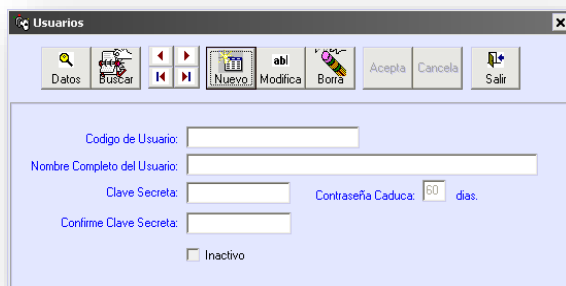 Usuarios
Datos Buscar Nuevo abl Modifica Borra Acepta Cancela Salir
Codigo de Usuario:
Nombre Completo del Usuario:
Clave Secreta: Contraseña Caduca: 60 dias.
Confirme Clave Secreta:
Inactivo